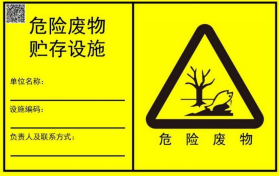 危险废物
贮存设施
单位名称：
设施编码：
负责人及联系方式：
危险废物